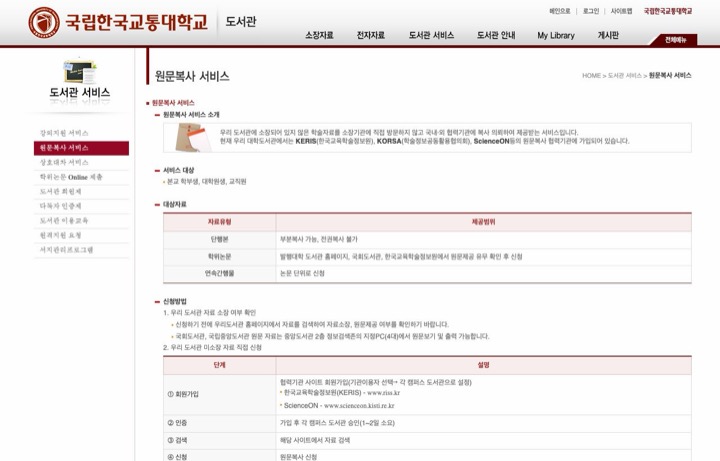 국립한국교통대학교 도서관
메인으로 | 로그인 | 사이트맵 국립한국교통대학교
소장자료 전자자료 도서관 서비스 도서관 안내 My Library 게시판
전체메뉴
도서관 서비스
강의지원 서비스
원문복사 서비스
상호대차 서비스
학위논문 Online 제출
도서관 회원제
다독자 인증제
도서관 이용교육
원격지원 요청
서지관리프로그램
원문복사 서비스
HOME > 도서관 서비스 > 원문복사 서비스
원문복사 서비스
원문복사 서비스 소개
우리 도서관에 소장되어 있지 않은 학술자료를 소장기관에 직접 방문하지 않고 국내·외 협력기관에 복사 의뢰하여 제공받는 서비스입니다.
현재 우리 대학도서관에서는 KERIS(한국교육학술정보원), KORSA(학술정보공동활용협의회), ScienceON등의 원문복사 협력기관에 가입되어 있습니다.
서비스 대상
본교 학부생, 대학원생, 교직원
대상자료
자료유형 제공범위
단행본 부분복사 가능, 전권복사 불가
학위논문 발행대학 도서관 홈페이지, 국회도서관, 한국교육학술정보원에서 원문제공 유무 확인 후 신청
연속간행물 논문 단위로 신청
신청방법
1. 우리 도서관 자료 소장 여부 확인
신청하기 전에 우리도서관 홈페이지에서 자료를 검색하여 자료소장, 원문제공 여부를 확인하기 바랍니다.
국회도서관, 국립중앙도서관 원문 자료는 중앙도서관 2층 정보검색존의 지정PC(4대)에서 원문보기 및 출력 가능합니다.
2. 우리 도서관 미소장 자료 직접 신청
단계 설명
① 회원가입 협력기관 사이트 회원가입(기관이용자 선택→ 각 캠퍼스 도서관으로 설정)
한국교육학술정보원(KERIS) - www.riss.kr
ScienceON - www.scienceon.kisti.re.kr
② 인증 가입 후 각 캠퍼스 도서관 승인(1~2일 소요)
③ 검색 해당 사이트에서 자료 검색
④ 신청 원문복사 신청